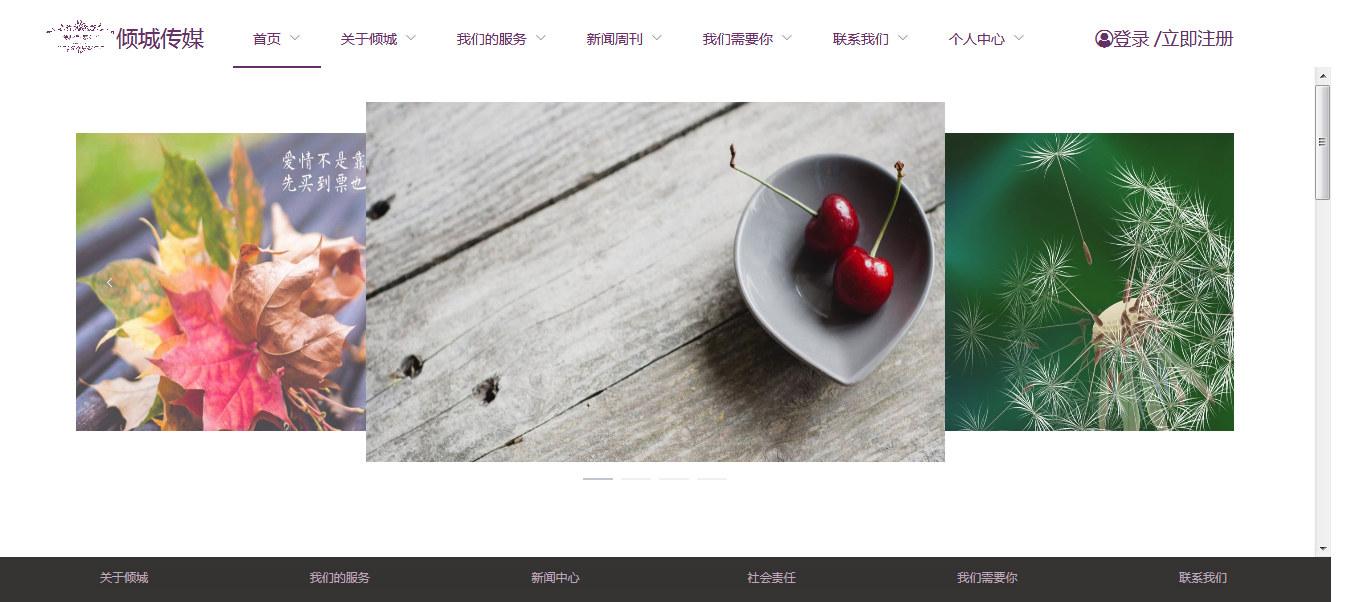 倾城传媒 首页 关于倾城 我们的服务 新闻周刊 我们需要你 联系我们 个人中心 登录 /立即注册
爱情不是靠
先买到票也
关于倾城 我们的服务 新闻中心 社会责任 我们需要你 联系我们